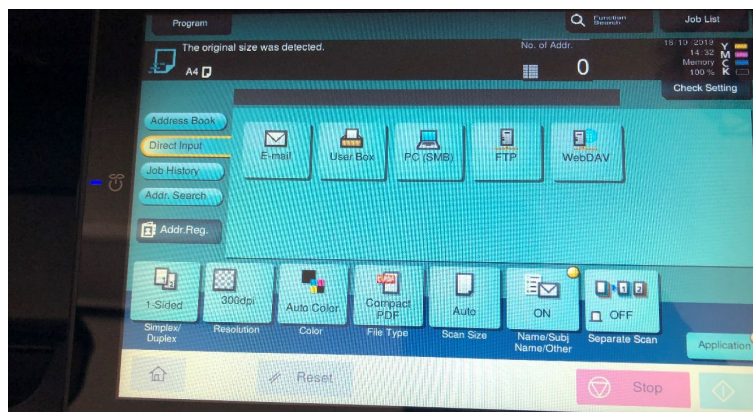 Program
Function
Search
Job List
The original size was detected.
A4
No. of Addr.
0
16/10/2019
14:32
Memory
100 %
Y
M
C
K
Check Setting
Address Book
Direct Input
Job History
Addr. Search
Addr.Reg.
E-mail
User Box
PC (SMB)
FTP
WebDAV
1-Sided
300dpi
Auto Color
Compact
PDF
Auto
ON
OFF
Simplex/
Duplex
Resolution
Color
File Type
Scan Size
Name/Subj
Name/Other
Separate Scan
Application
Reset
Stop